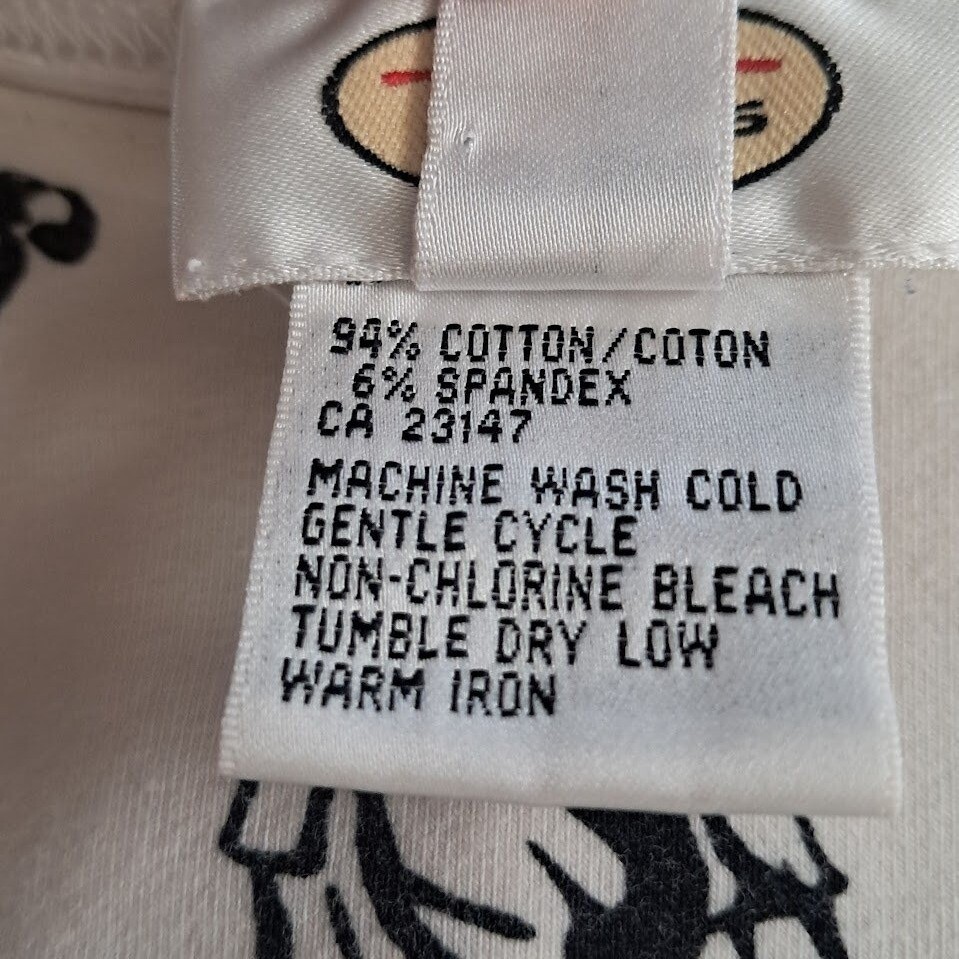 94% COTTON/COTON
6% SPANDEX
CA 23147
MACHINE WASH COLD
GENTLE CYCLE
NON-CHLORINE BLEACH
TUMBLE DRY LOW
WARM IRON